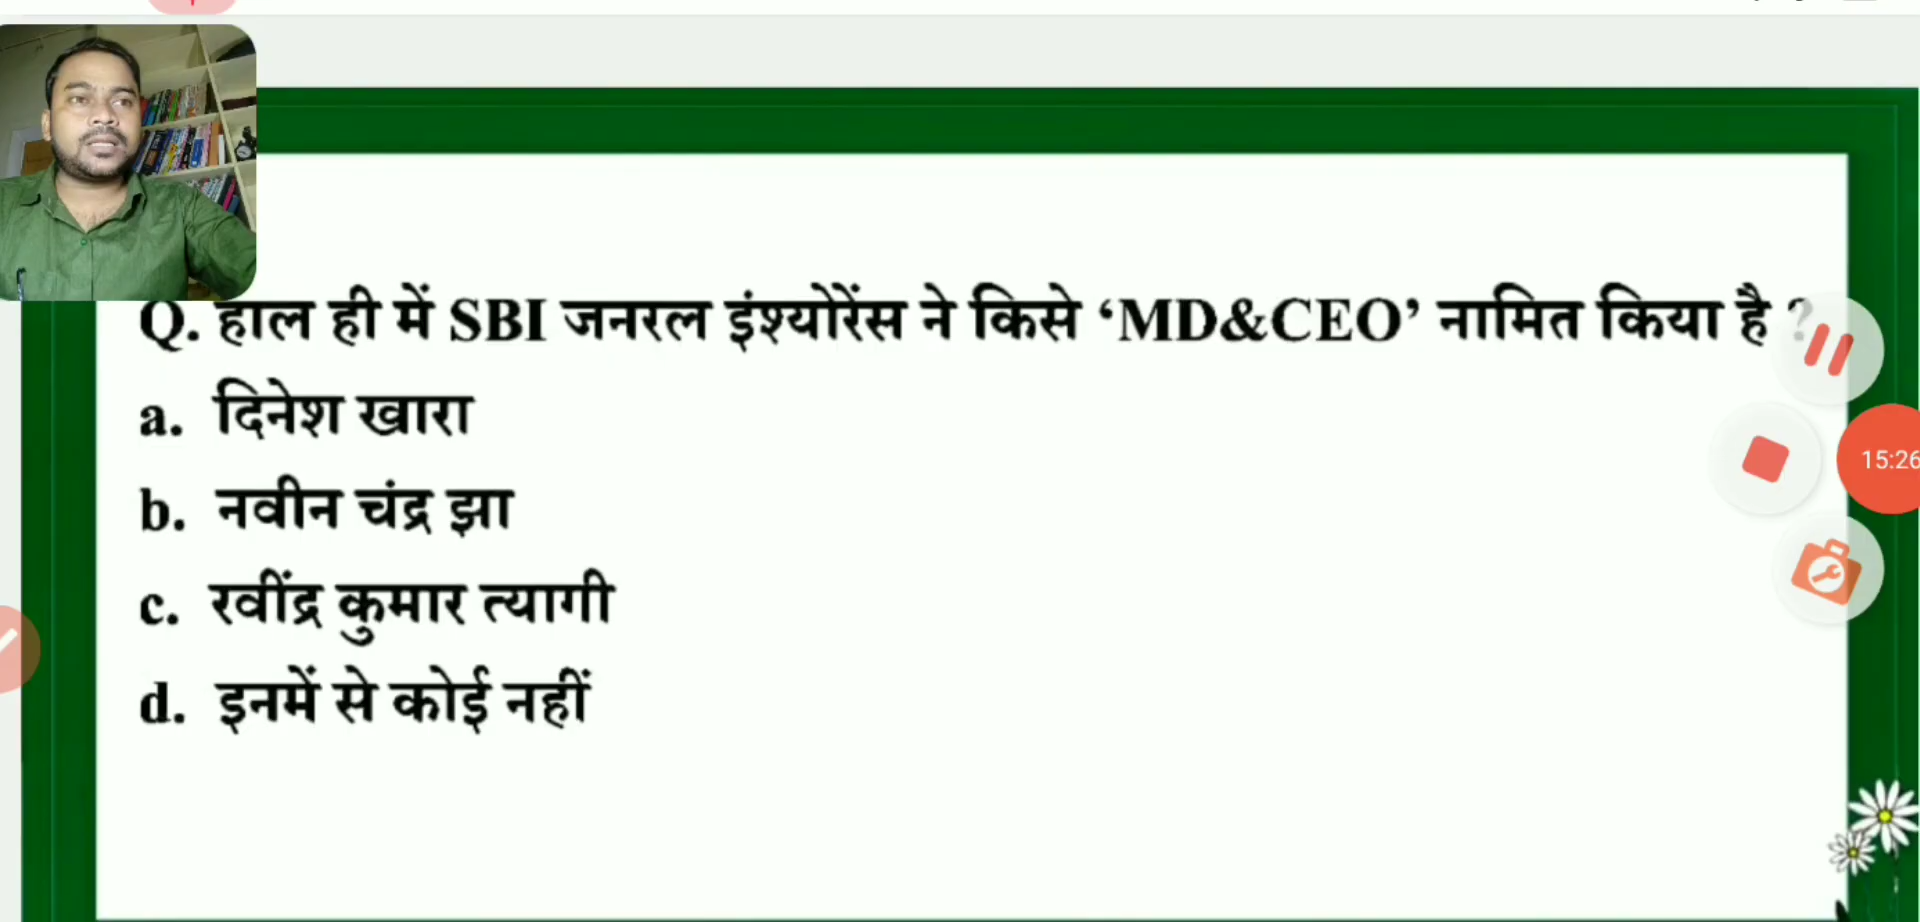 Q. हाल ही में SBI जनरल इंश्योरेंस ने किसे ‘MD&CEO’ नामित किया है ?
a. दिनेश खारा
b. नवीन चंद्र झा
c. रवींद्र कुमार त्यागी
d. इनमें से कोई नहीं
15:26